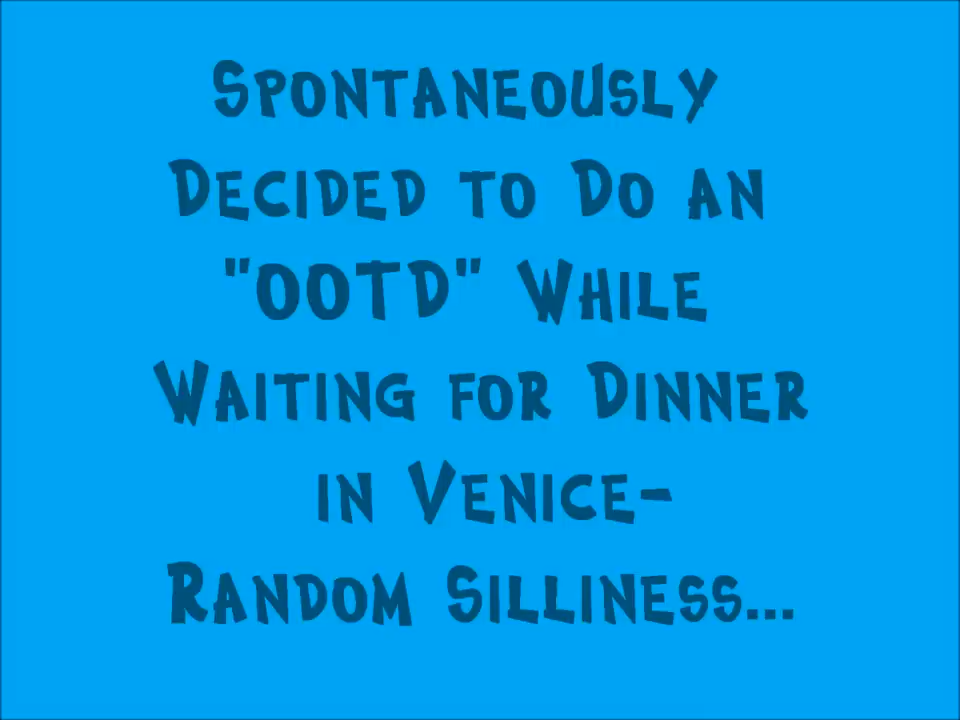 Spontaneously
Decided to Do an
"OOTD" While
Waiting for Dinner
in Venice-
Random Silliness...